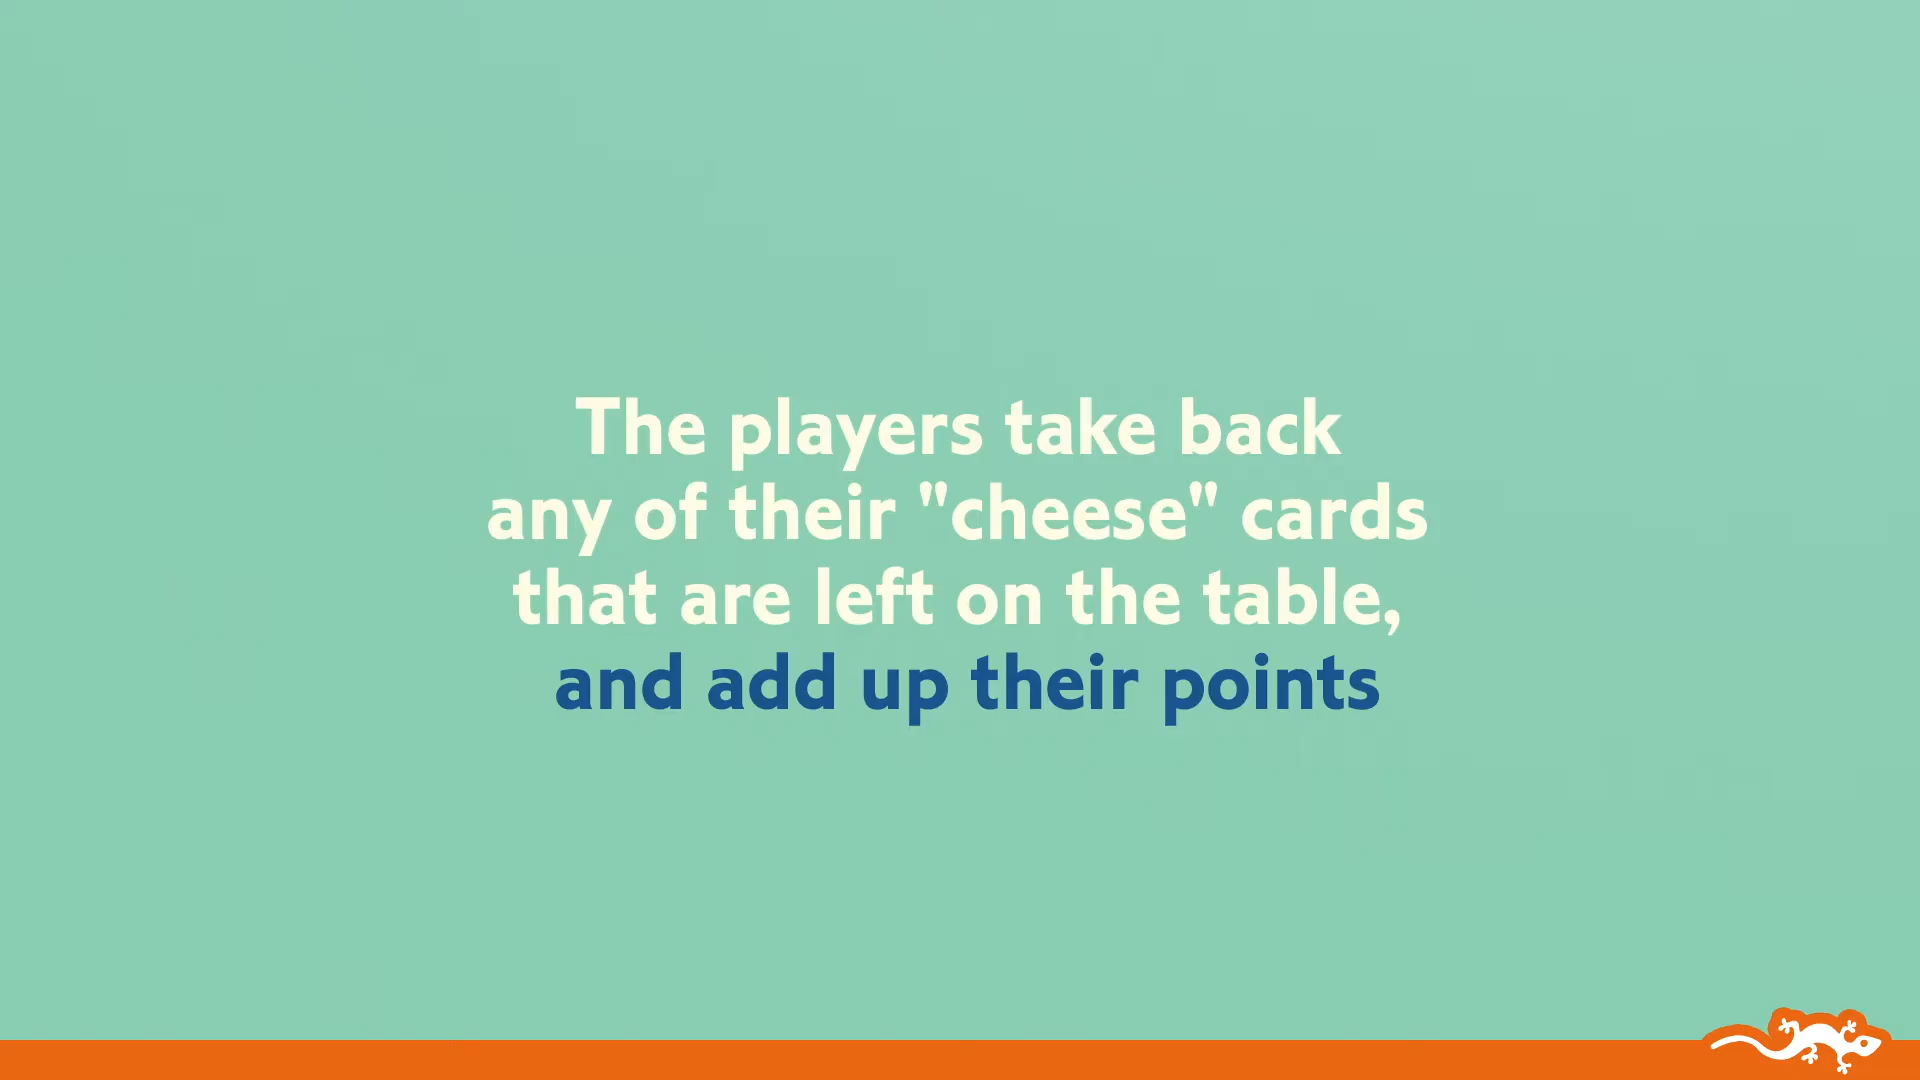 The players take back
any of their "cheese" cards
that are left on the table,
and add up their points